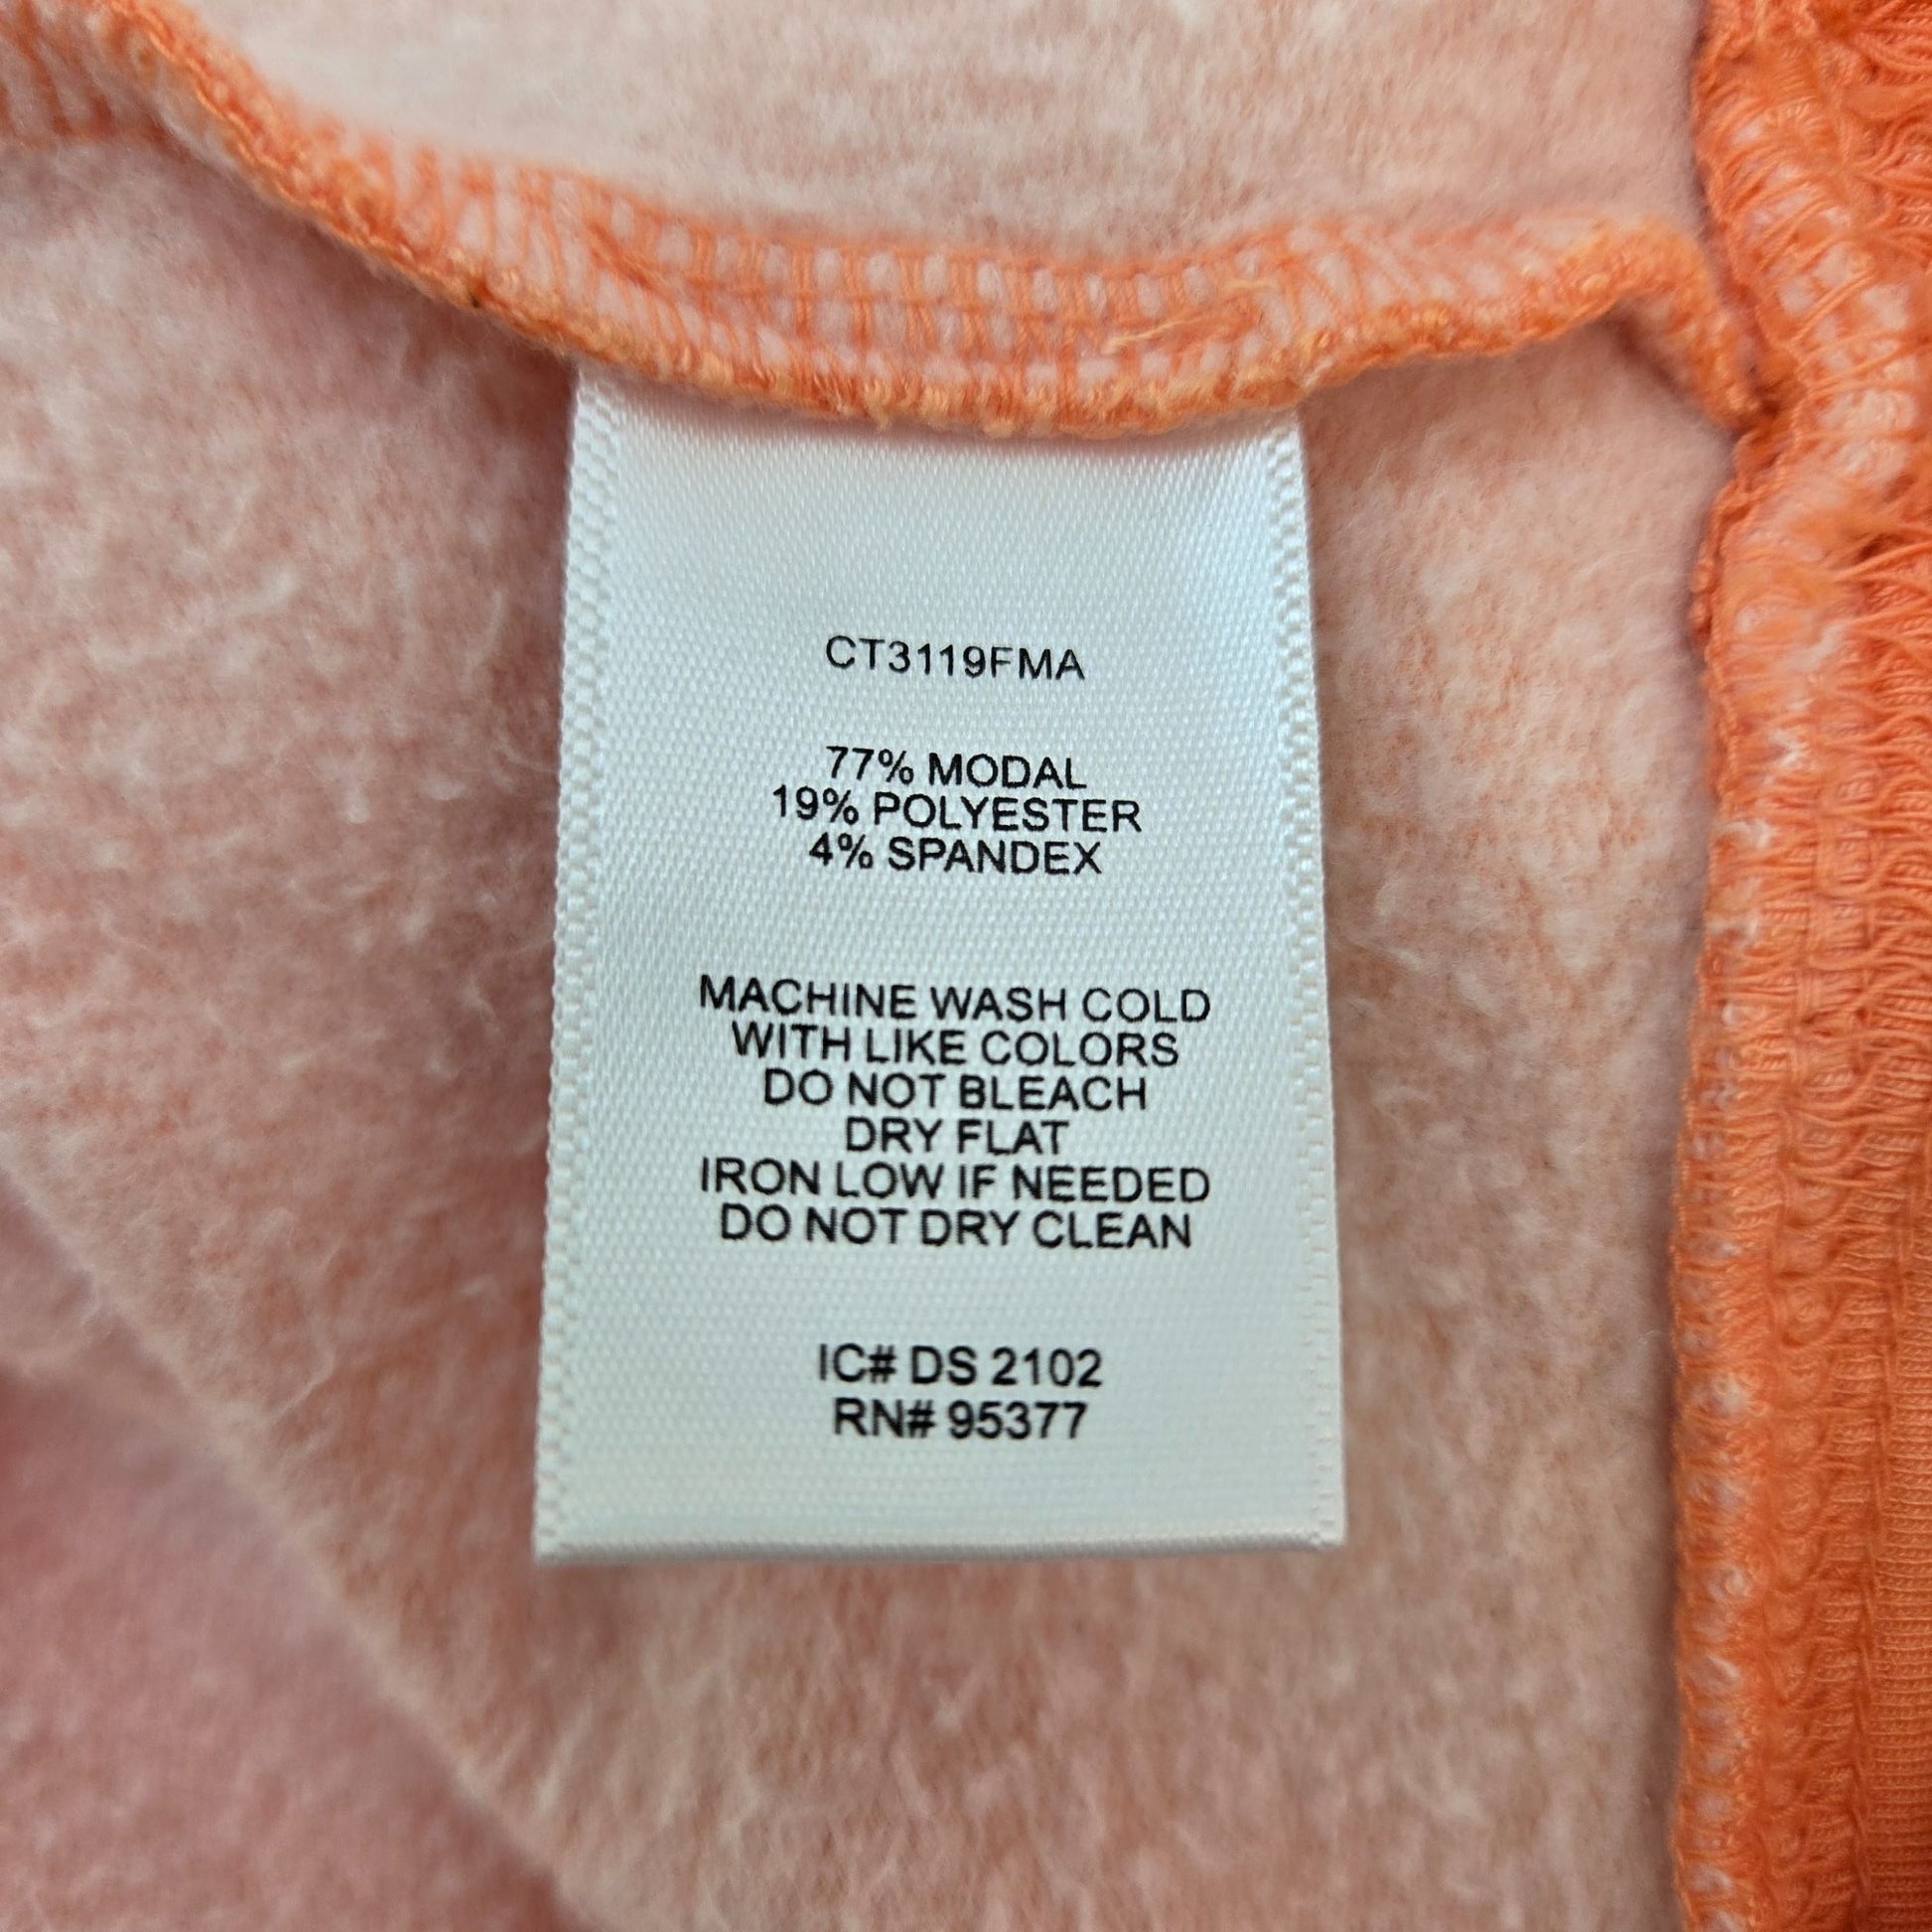 CT3119FMA
77% MODAL
19% POLYESTER
4% SPANDEX
MACHINE WASH COLD
WITH LIKE COLORS
DO NOT BLEACH
DRY FLAT
IRON LOW IF NEEDED
DO NOT DRY CLEAN
IC# DS 2102
RN# 95377